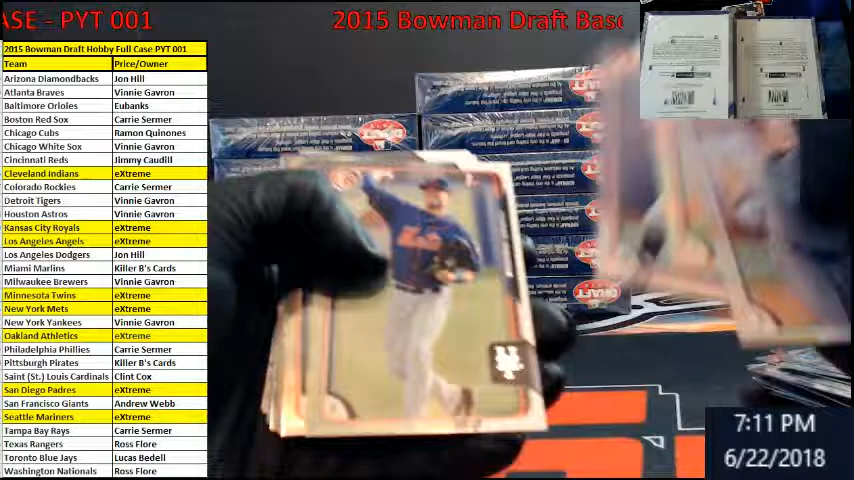 ASE - PYT 001
2015 Bowman Draft Base
2015 Bowman Draft Hobby Full Case PYT 001
Team Price/Owner
Arizona Diamondbacks Jon Hill
Atlanta Braves Vinnie Gavron
Baltimore Orioles Eubanks
Boston Red Sox Carrie Sermer
Chicago Cubs Ramon Quinones
Chicago White Sox Vinnie Gavron
Cincinnati Reds Jimmy Caudill
Cleveland Indians eXtreme
Colorado Rockies Carrie Sermer
Detroit Tigers Vinnie Gavron
Houston Astros Vinnie Gavron
Kansas City Royals eXtreme
Los Angeles Angels eXtreme
Los Angeles Dodgers Jon Hill
Miami Marlins Killer B's Cards
Milwaukee Brewers Vinnie Gavron
Minnesota Twins eXtreme
New York Mets eXtreme
New York Yankees Vinnie Gavron
Oakland Athletics eXtreme
Philadelphia Phillies Carrie Sermer
Pittsburgh Pirates Killer B's Cards
Saint (St.) Louis Cardinals Clint Cox
San Diego Padres eXtreme
San Francisco Giants Andrew Webb
Seattle Mariners eXtreme
Tampa Bay Rays Carrie Sermer
Texas Rangers Ross Flore
Toronto Blue Jays Lucas Bedell
Washington Nationals Ross Flore
DRAFT
DRAFT
Mets
7:11 PM
6/22/2018